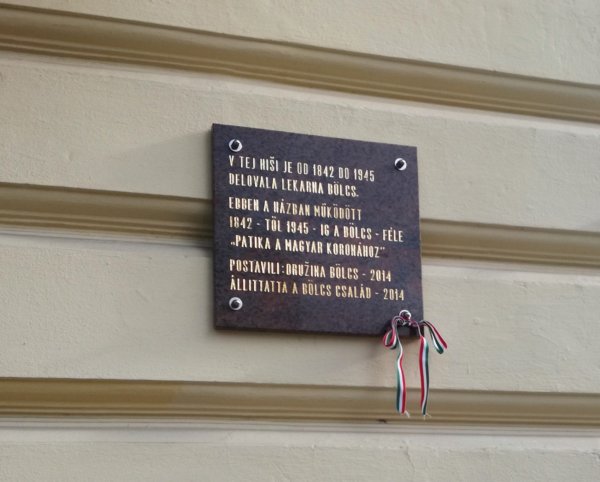 V TEJ HIŠI JE OD 1842 DO 1945
DELOVALA LEKARNA BÖLCS.
EBBEN A HÁZBAN MŰKÖDÖTT
1842 - TŐL 1945 - IG A BÖLCS - FÉLE
„PATIKA A MAGYAR KORONÁHOZ"
POSTAVILI: DRUŽINA BÖLCS - 2014
ÁLLITTATTA A BÖLCS CSALÁD - 2014